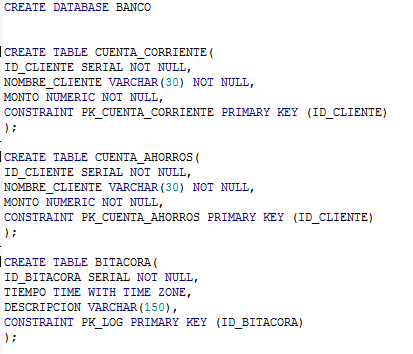 CREATE DATABASE BANCO
CREATE TABLE CUENTA_CORRIENTE(
ID_CLIENTE SERIAL NOT NULL,
NOMBRE_CLIENTE VARCHAR(30) NOT NULL,
MONTO NUMERIC NOT NULL,
CONSTRAINT PK_CUENTA_CORRIENTE PRIMARY KEY (ID_CLIENTE)
);
CREATE TABLE CUENTA_AHORROS(
ID_CLIENTE SERIAL NOT NULL,
NOMBRE_CLIENTE VARCHAR(30) NOT NULL,
MONTO NUMERIC NOT NULL,
CONSTRAINT PK_CUENTA_AHORROS PRIMARY KEY (ID_CLIENTE)
);
CREATE TABLE BITACORA(
ID_BITACORA SERIAL NOT NULL,
TIEMPO TIME WITH TIME ZONE,
DESCRIPCION VARCHAR(150),
CONSTRAINT PK_LOG PRIMARY KEY (ID_BITACORA)
);